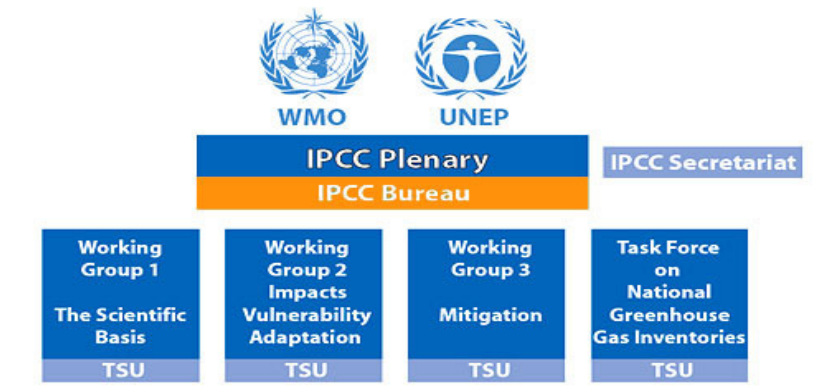 WMO
UNEP
IPCC Plenary
IPCC Secretariat
IPCC Bureau
Working
Group 1
The Scientific
Basis
TSU
Working
Group 2
Impacts
Vulnerability
Adaptation
TSU
Working
Group 3
Mitigation
TSU
Task Force
on
National
Greenhouse
Gas Inventories
TSU